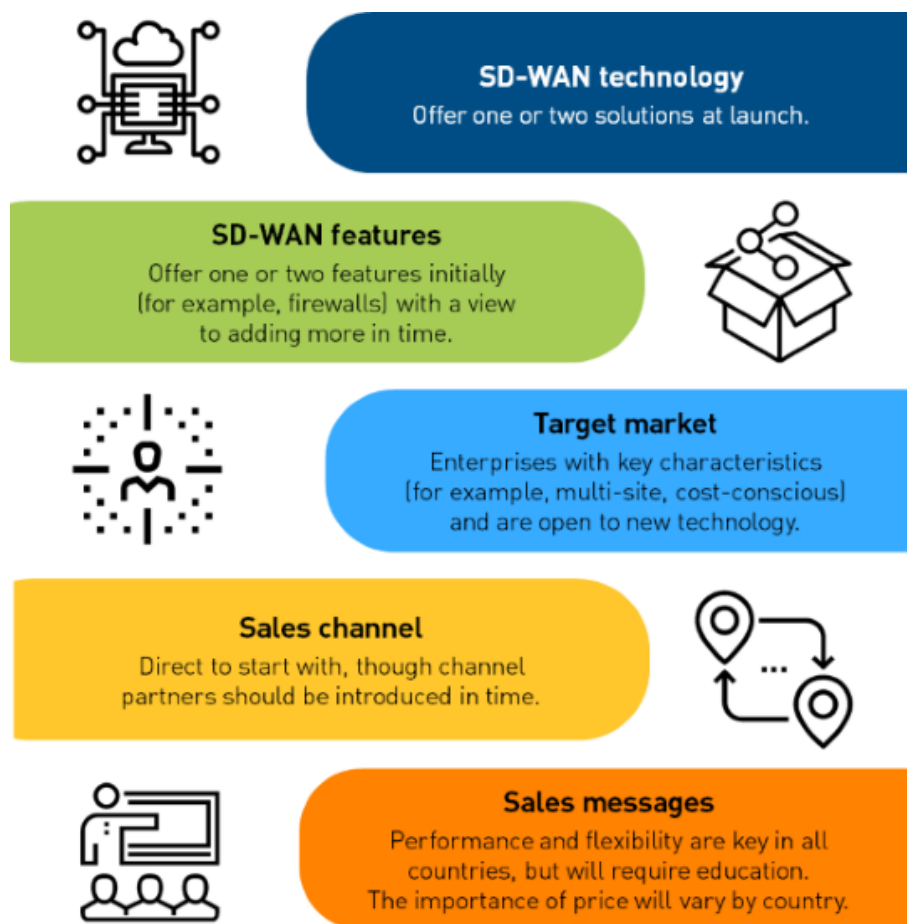 SD-WAN technology
Offer one or two solutions at launch.
SD-WAN features
Offer one or two features initially
(for example, firewalls) with a view
to adding more in time.
Target market
Enterprises with key characteristics
(for example, multi-site, cost-conscious)
and are open to new technology.
Sales channel
Direct to start with, though channel
partners should be introduced in time.
Sales messages
Performance and flexibility are key in all
countries, but will require education.
The importance of price will vary by country.